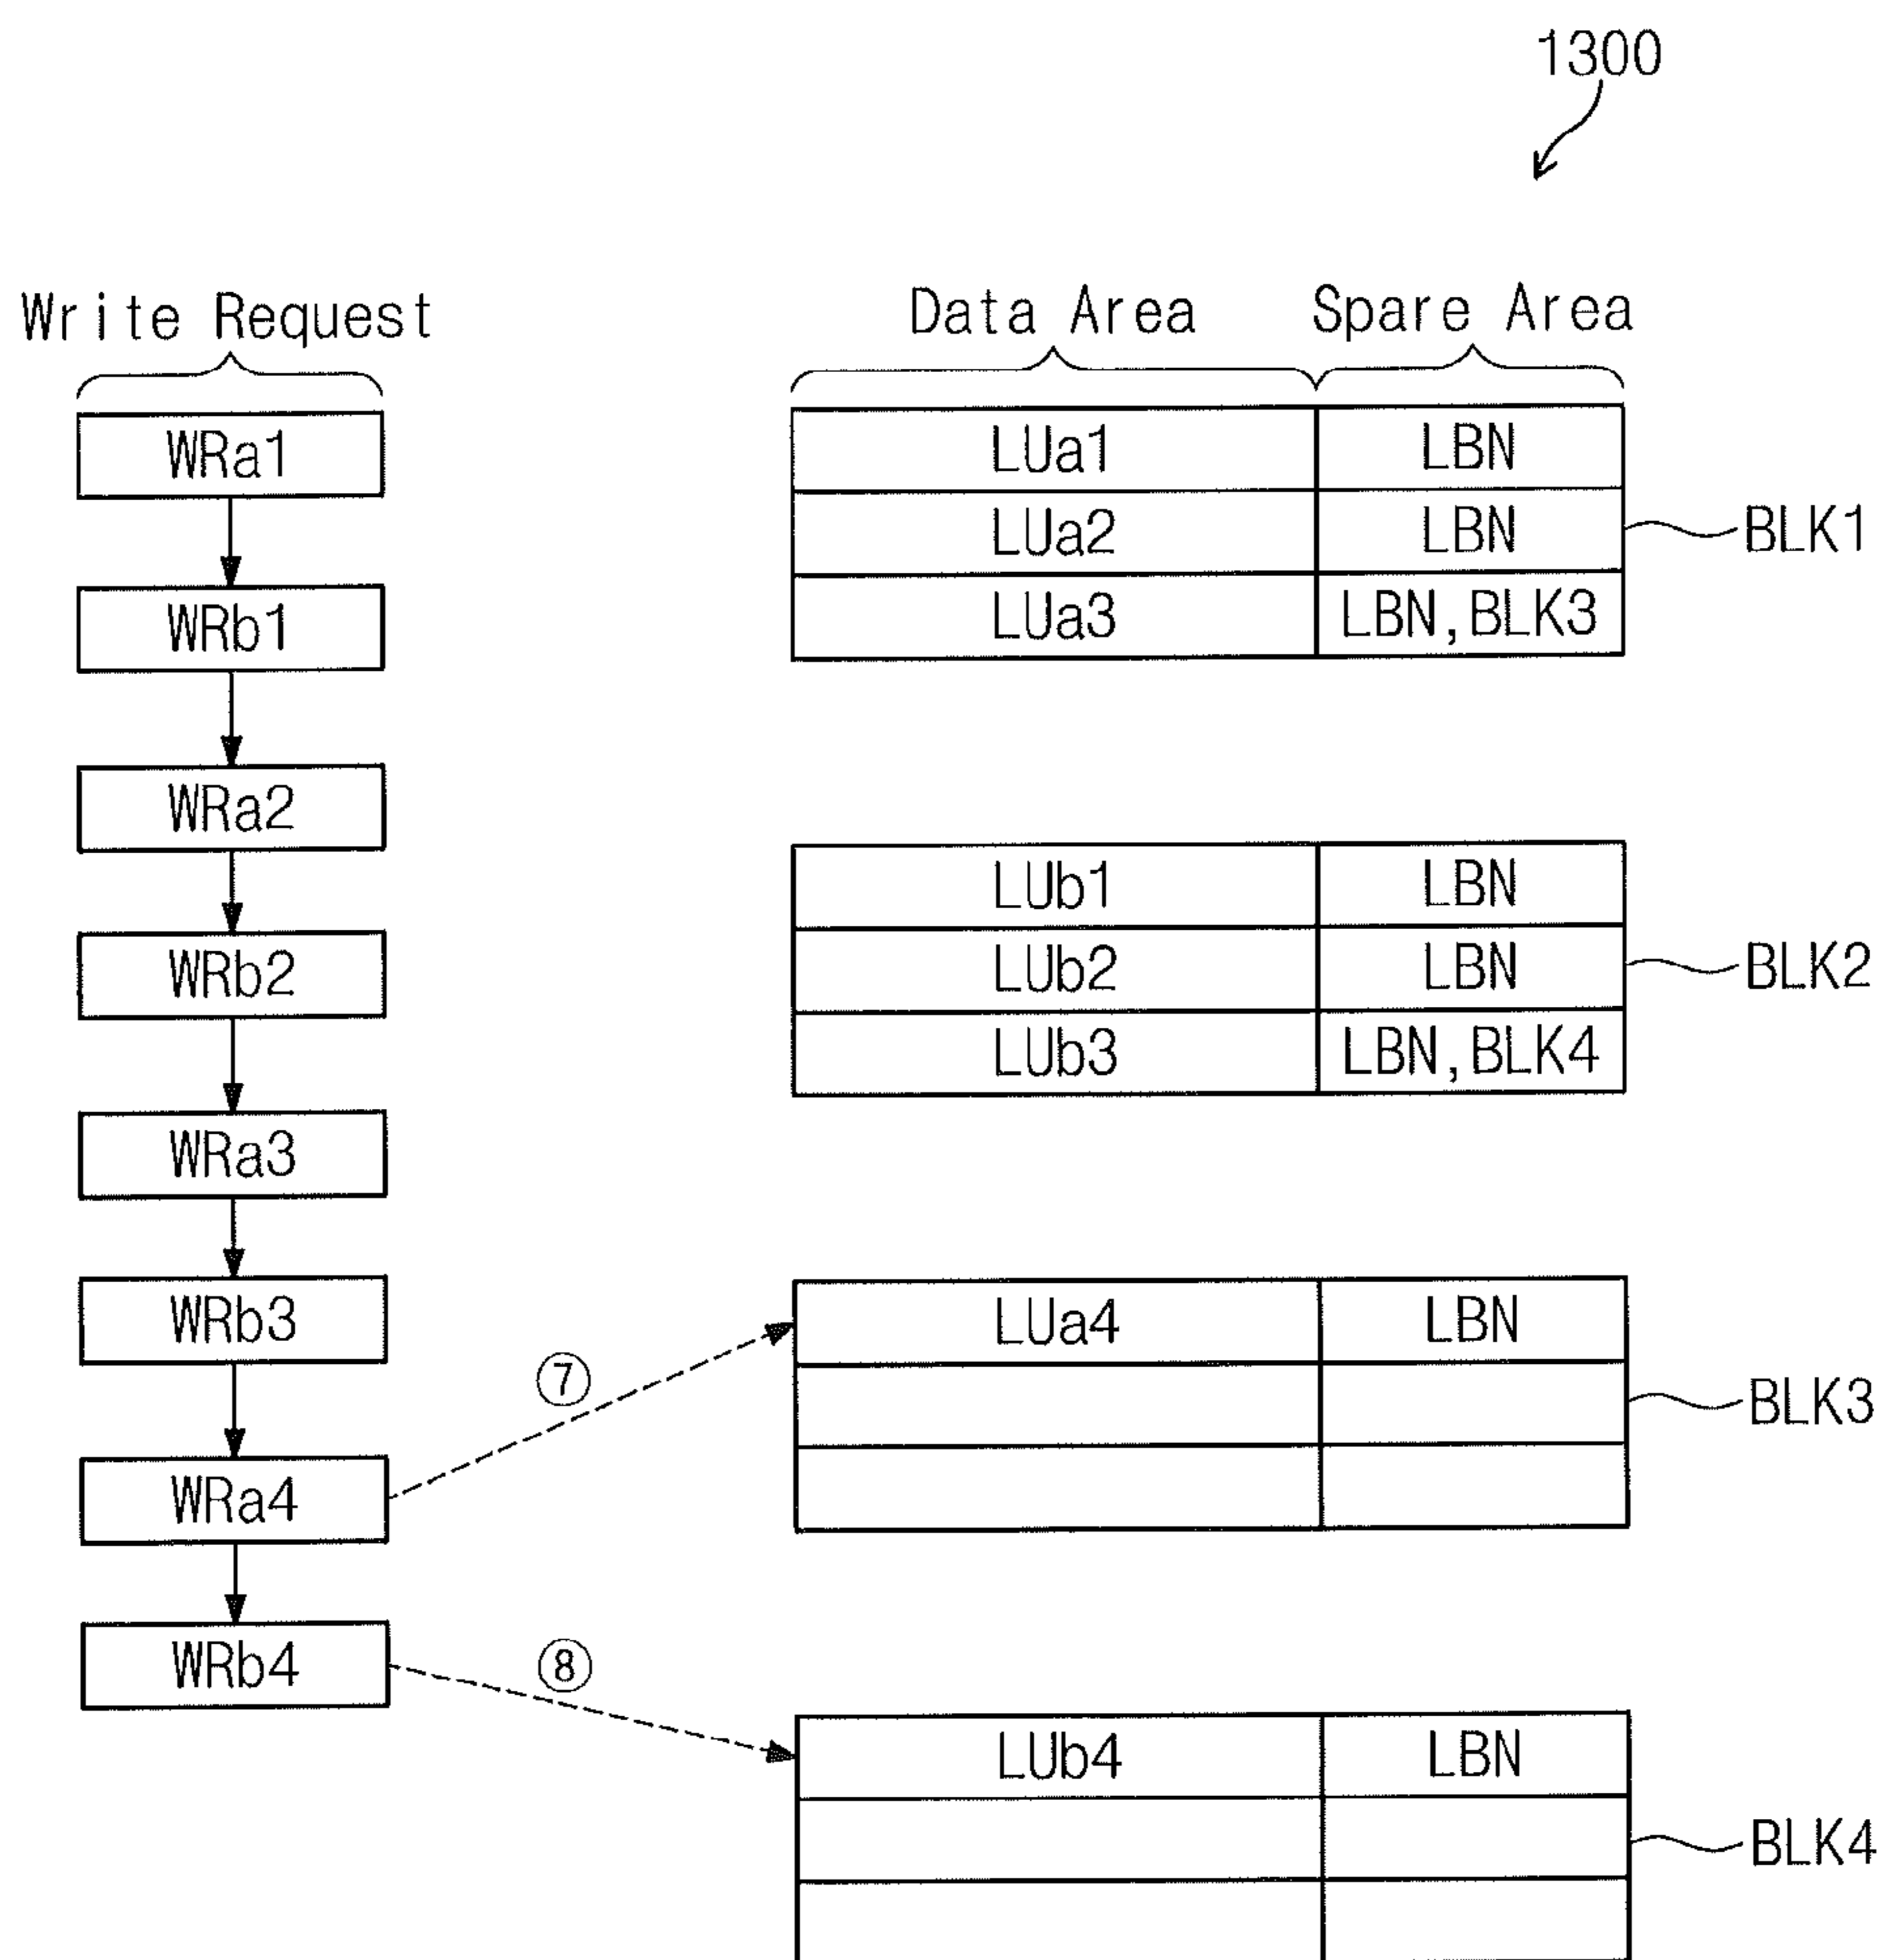 1300
Write Request
Data Area Spare Area
WRa1
WRb1
WRa2
WRb2
WRa3
WRb3
WRa4
WRb4
⑦
⑧
LUa1 LBN
LUa2 LBN
LUa3 LBN,BLK3
BLK1
LUb1 LBN
LUb2 LBN
LUb3 LBN,BLK4
BLK2
LUa4 LBN
BLK3
LUb4 LBN
BLK4